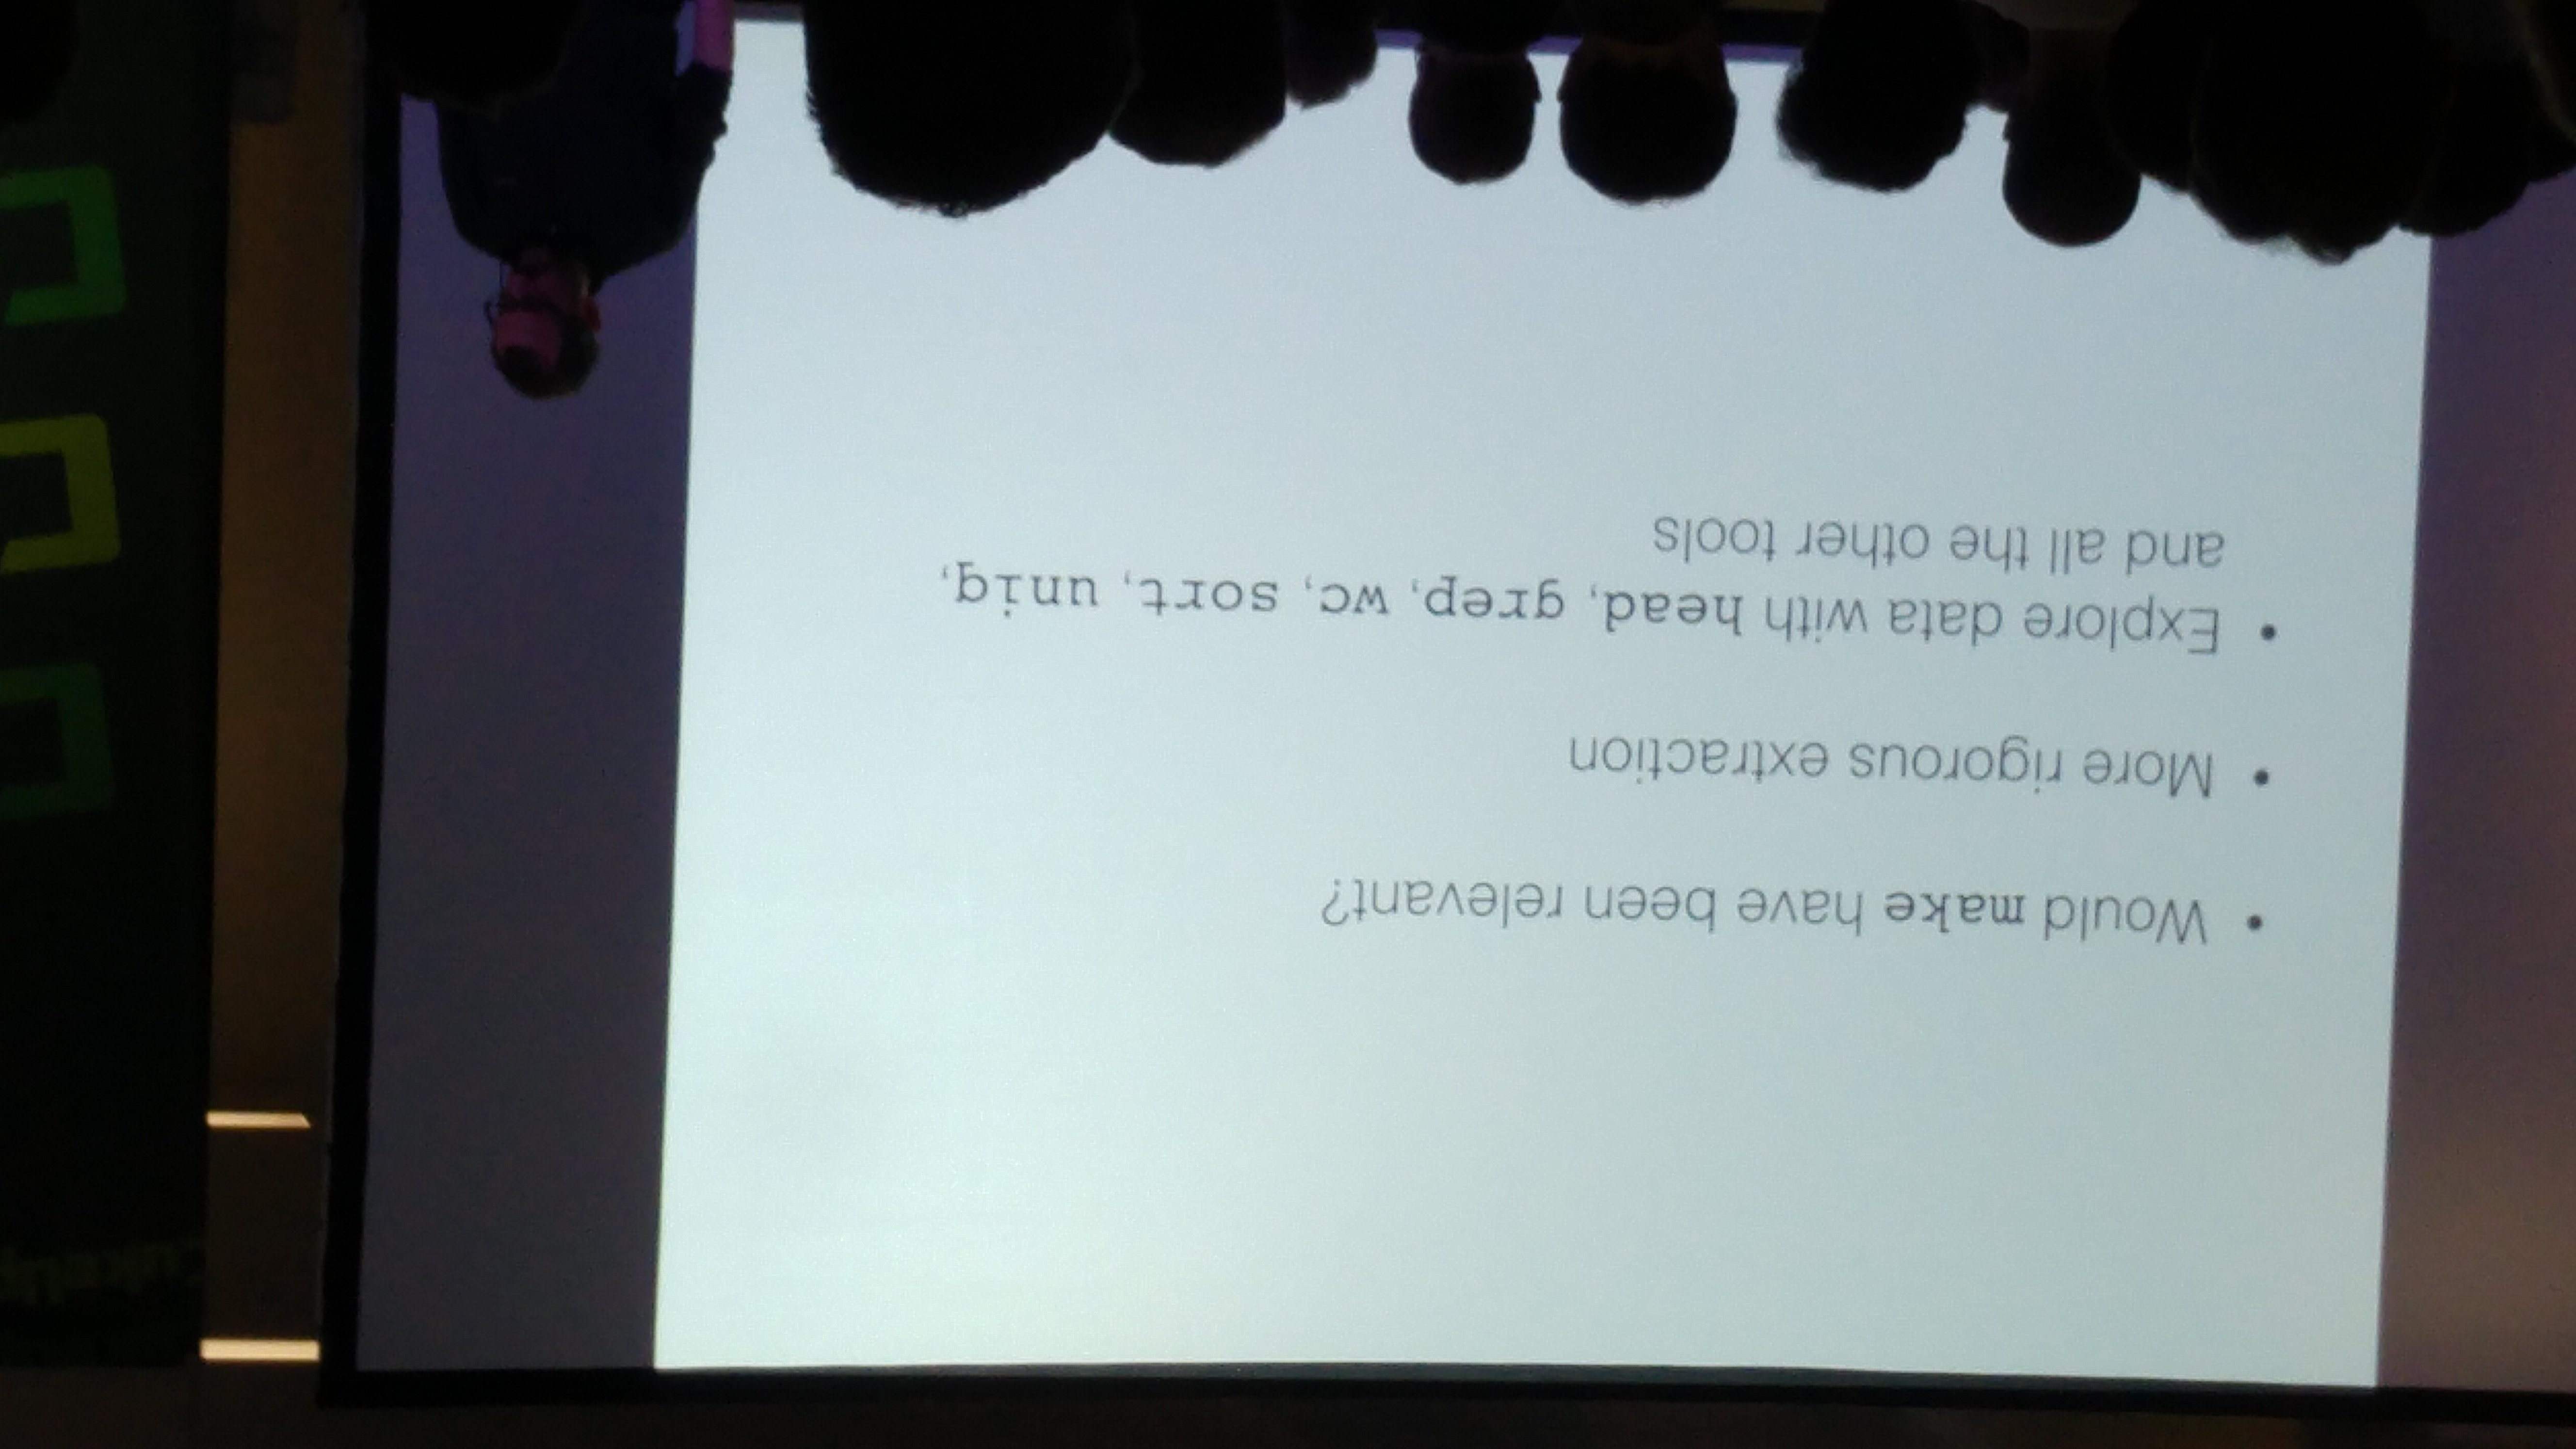 • Would make have been relevant?
• More rigorous extraction
• Explore data with head, grep, wc, sort, uniq,
and all the other tools